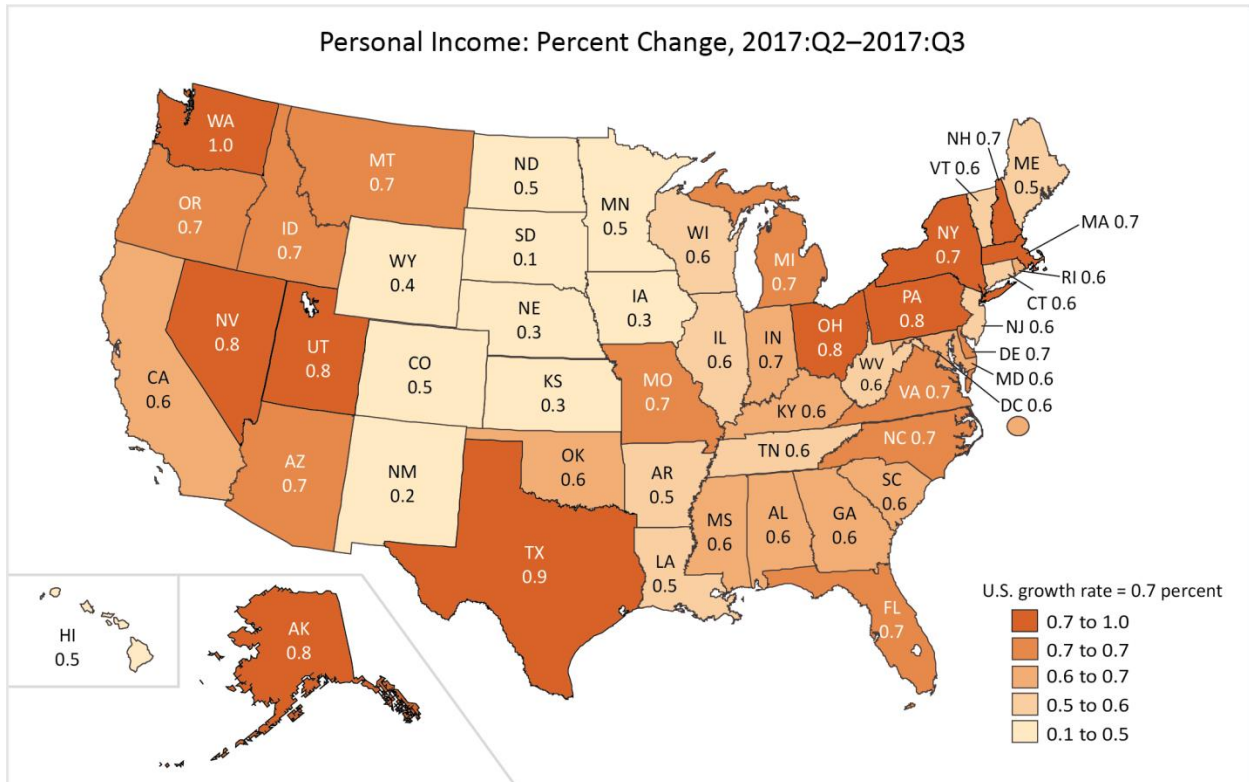 Personal Income: Percent Change, 2017:Q2–2017:Q3
WA
1.0
MT
0.7
ND
0.5
MN
0.5
NH 0.7
VT 0.6
ME
0.5
OR
0.7
ID
0.7
SD
0.1
WI
0.6
MI
0.7
NY
0.7
MA 0.7
WY
0.4
RI 0.6
CT 0.6
NE
0.3
IA
0.3
PA
0.8
NJ 0.6
NV
0.8
UT
0.8
CO
0.5
KS
0.3
IL
0.6
IN
0.7
OH
0.8
WV
0.6
DE 0.7
MD 0.6
DC 0.6
CA
0.6
MO
0.7
KY 0.6
VA 0.7
AZ
0.7
NM
0.2
OK
0.6
AR
0.5
TN 0.6
NC 0.7
SC
0.6
TX
0.9
LA
0.5
MS
0.6
AL
0.6
GA
0.6
FL
0.7
HI
0.5
AK
0.8
U.S. growth rate = 0.7 percent
0.7 to 1.0
0.7 to 0.7
0.6 to 0.7
0.5 to 0.6
0.1 to 0.5